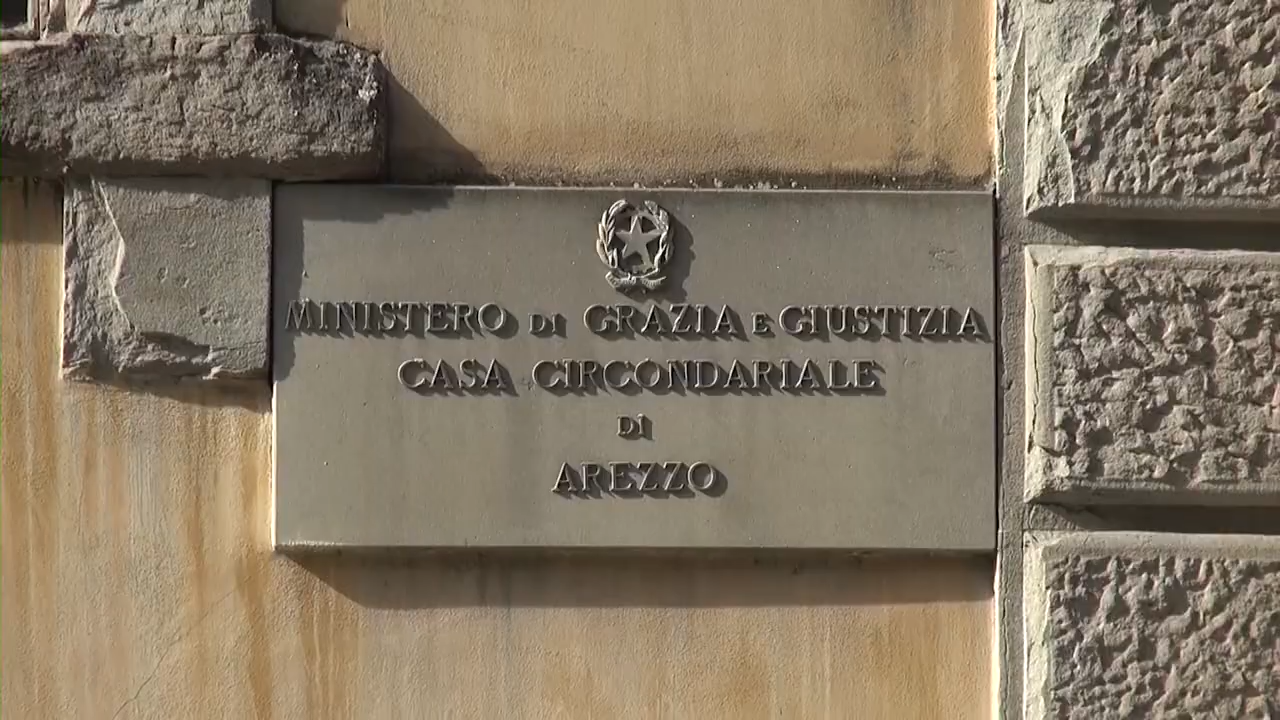 MINISTERO Di GRAZIA E GIUSTIZIA
CASA CIRCONDARIALE
Di
AREZZO